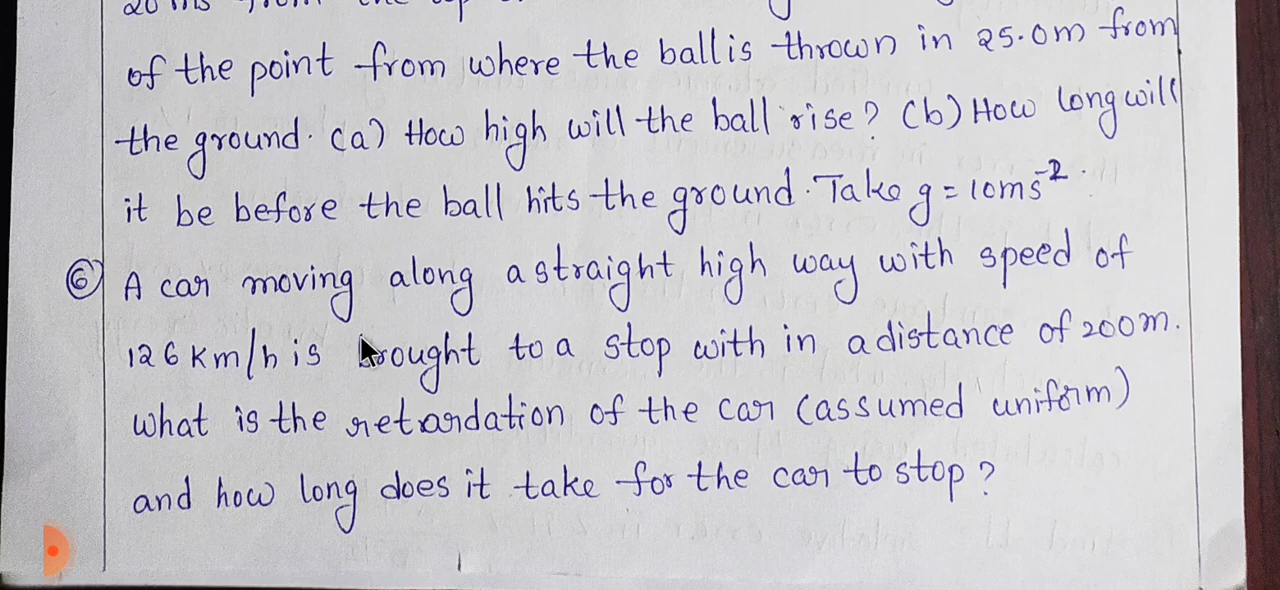 of the point from where the ball is thrown in 25.0m from
the ground. (a) How high will the ball rise? (b) How long will
it be before the ball hits the ground. Take g = 10ms⁻².
⑥ A car moving along a straight high way with speed of
126 km/h is brought to a stop with in a distance of 200m.
what is the retardation of the car (assumed uniform)
and how long does it take for the car to stop?